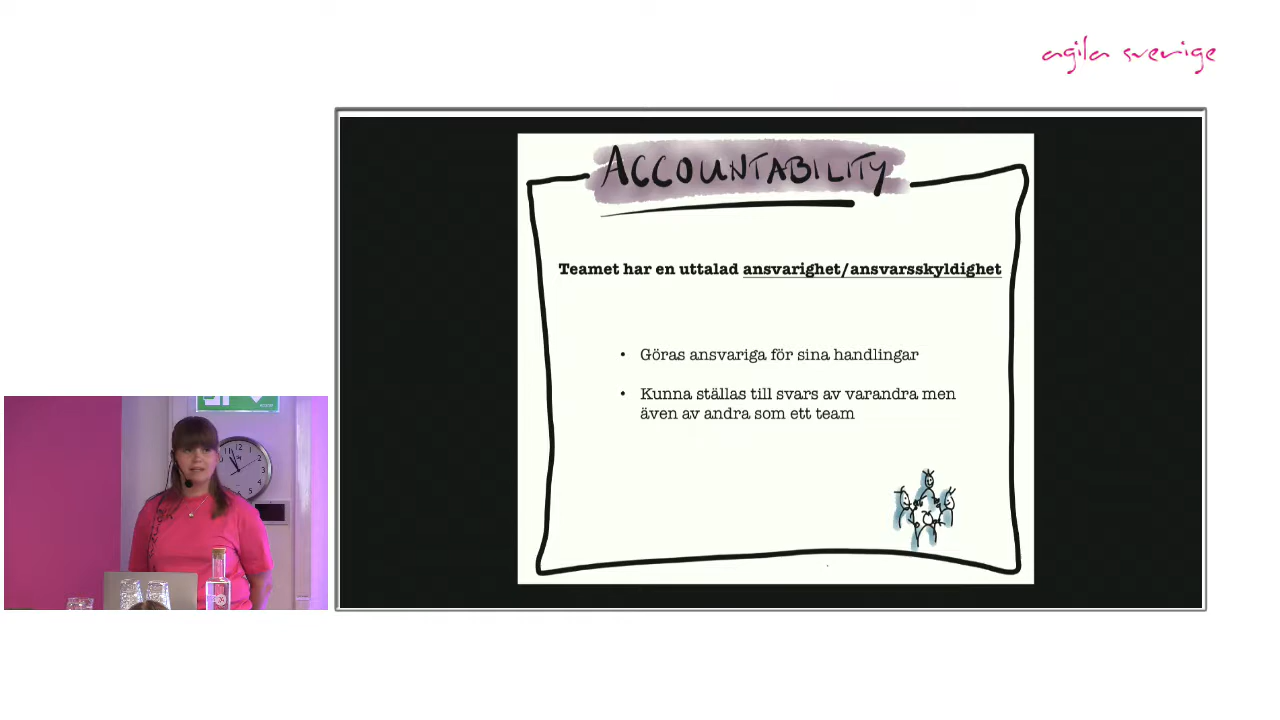 agila sverige
ACCOUNTABILITY
Teamet har en uttalad ansvarighet/ansvarsskyldighet
• Göras ansvariga för sina handlingar
• Kunna ställas till svars av varandra men
även av andra som ett team